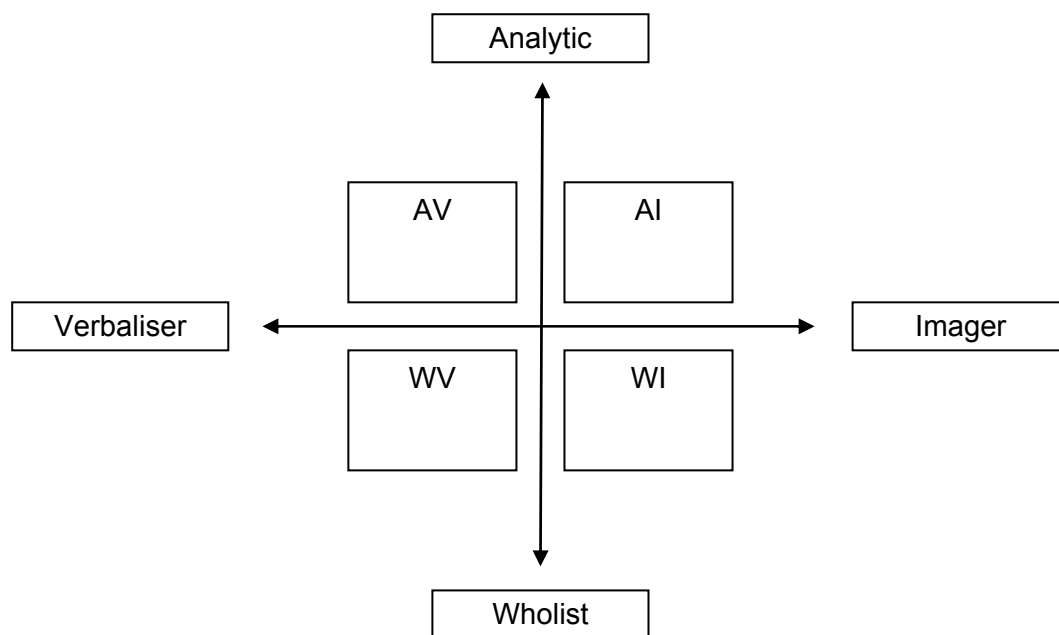 Analytic
AV
AI
Verbaliser
Imager
WV
WI
Wholist